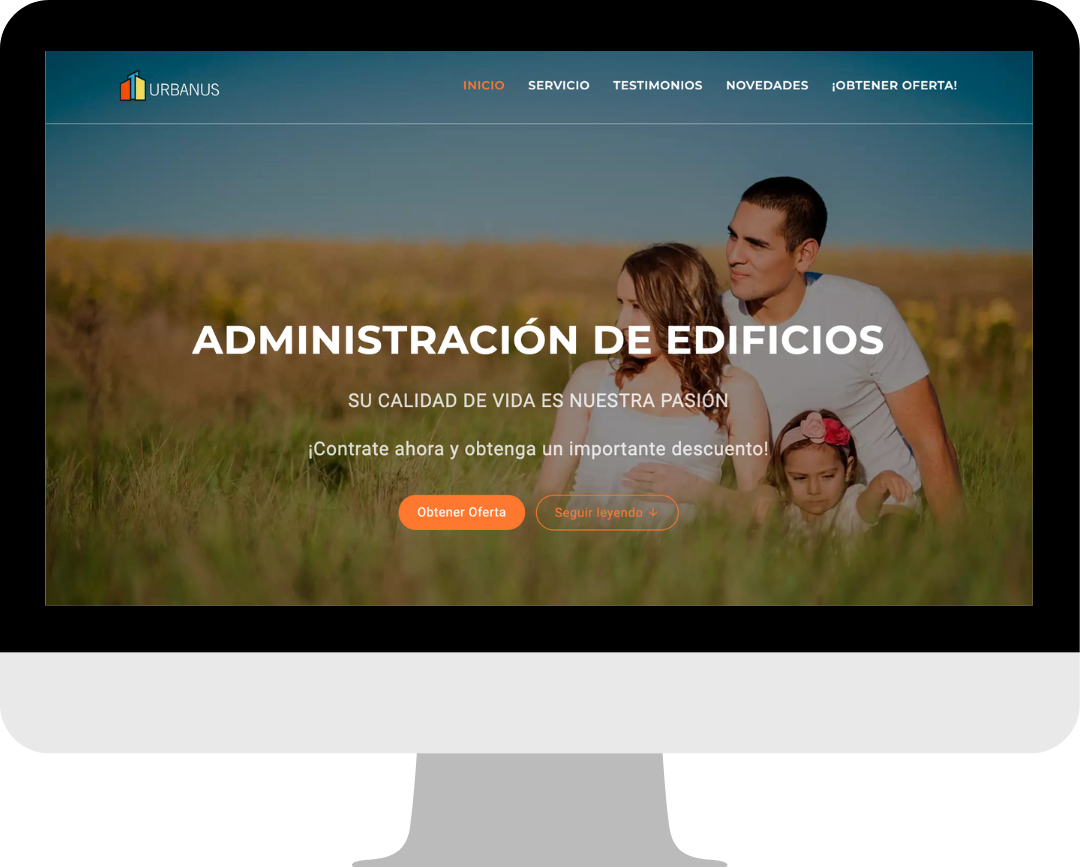 URBANUS
INICIO SERVICIO TESTIMONIOS NOVEDADES ¡OBTENER OFERTA!
ADMINISTRACIÓN DE EDIFICIOS
SU CALIDAD DE VIDA ES NUESTRA PASIÓN
¡Contrate ahora y obtenga un importante descuento!
Obtener Oferta Seguir leyendo ↓